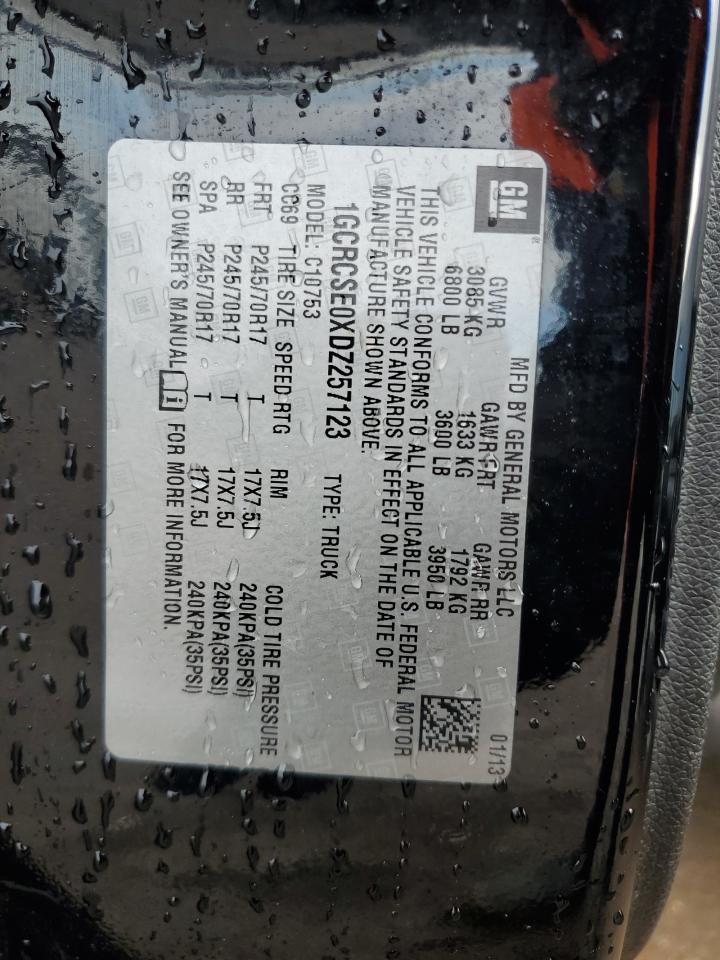 GM
MFD BY GENERAL MOTORS LLC 01/13
GVWR GAWR FRT GAWR RR
3085 KG 1633 KG 1792 KG
6800 LB 3600 LB 3950 LB
THIS VEHICLE CONFORMS TO ALL APPLICABLE U.S. FEDERAL MOTOR
VEHICLE SAFETY STANDARDS IN EFFECT ON THE DATE OF
MANUFACTURE SHOWN ABOVE.
1GCRCSE0XDZ257123 TYPE: TRUCK
MODEL: C10753
CC69 TIRE SIZE SPEED RTG RIM COLD TIRE PRESSURE
FRT P245/70R17 T 17X7.5J 240KPA(35PSI)
RR P245/70R17 T 17X7.5J 240KPA(35PSI)
SPA P245/70R17 T 17X7.5J 240KPA(35PSI)
SEE OWNER'S MANUAL FOR MORE INFORMATION.